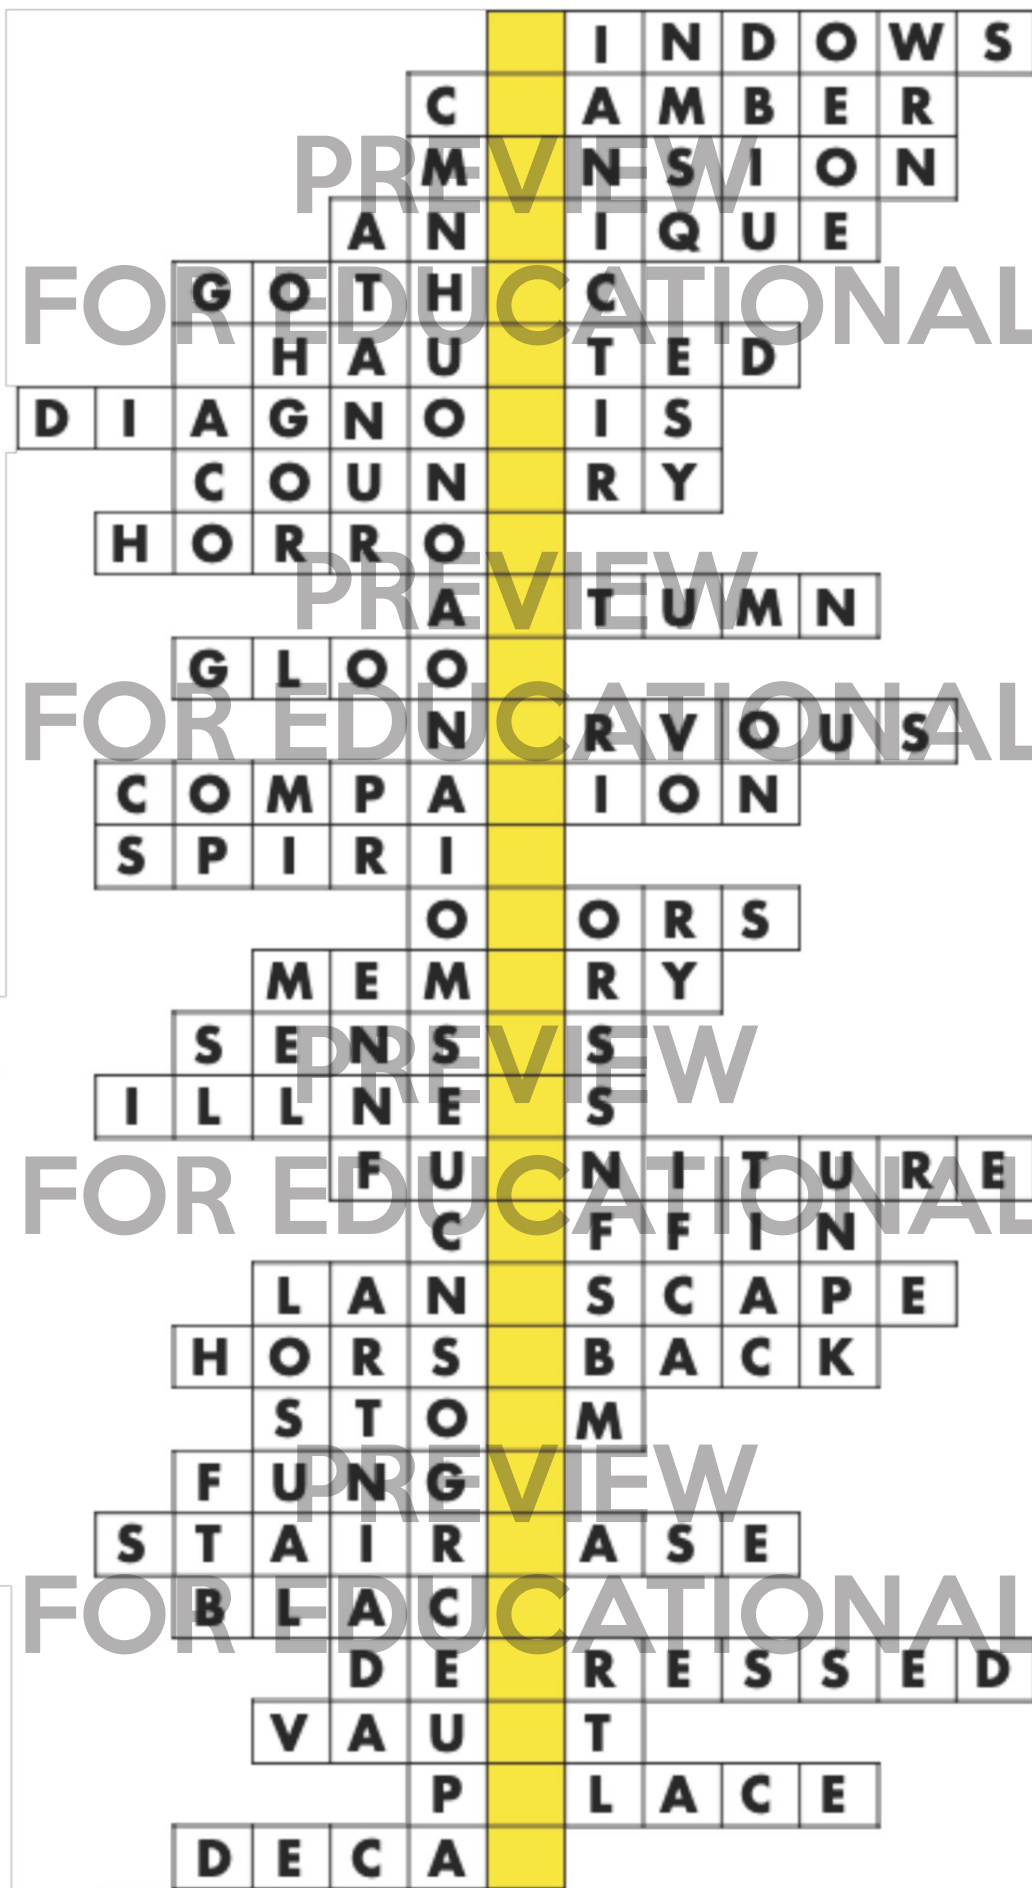 I N D O W S
C A M B E R
M N S I O N
PREVIEW
A N I Q U E
G O T H C
FOR EDUCATIONAL
H A U T E D
D I A G N O I S
C O U N R Y
H O R R O
PREVIEW
A T U M N
G L O O
FOR EDUCATIONAL
N R V O U S
C O M P A I O N
S P I R I
O O R S
M E M R Y
S E N S S
PREVIEW
I L L N E S
F U N I T U R E
FOR EDUCATIONAL
C F F I N
L A N S C A P E
H O R S B A C K
S T O M
F U N G
PREVIEW
S T A I R A S E
B L A C
FOR EDUCATIONAL
D E R E S S E D
V A U T
P L A C E
D E C A